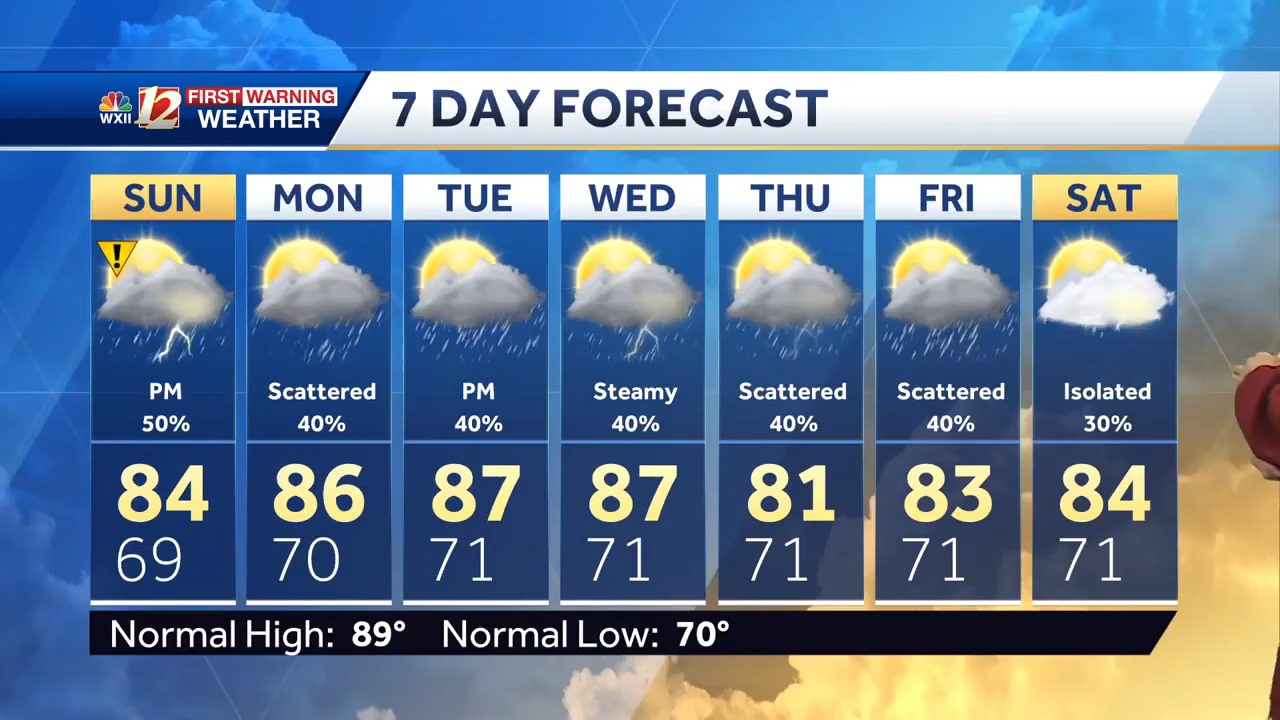 WXII 12 FIRST WARNING WEATHER
7 DAY FORECAST
SUN MON TUE WED THU FRI SAT
!
PM Scattered PM Steamy Scattered Scattered Isolated
50% 40% 40% 40% 40% 40% 30%
84 86 87 87 81 83 84
69 70 71 71 71 71 71
Normal High: 89° Normal Low: 70°